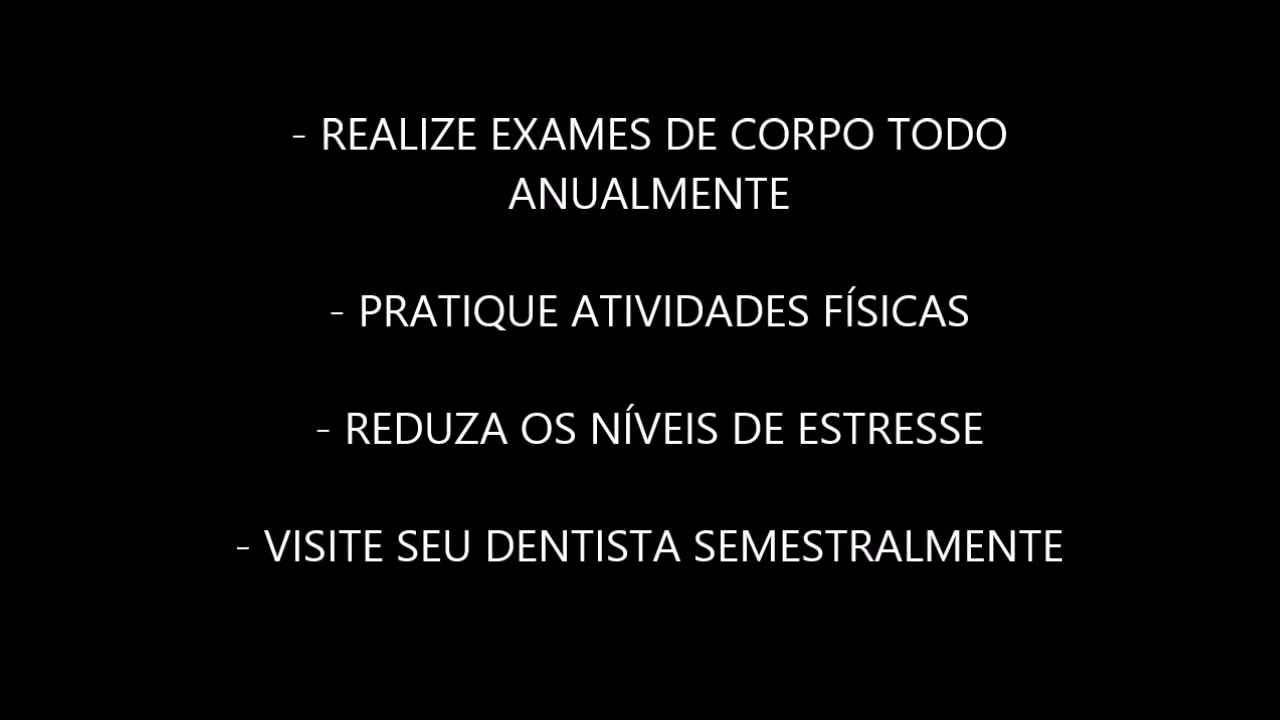 - REALIZE EXAMES DE CORPO TODO
ANUALMENTE
- PRATIQUE ATIVIDADES FÍSICAS
- REDUZA OS NÍVEIS DE ESTRESSE
- VISITE SEU DENTISTA SEMESTRALMENTE